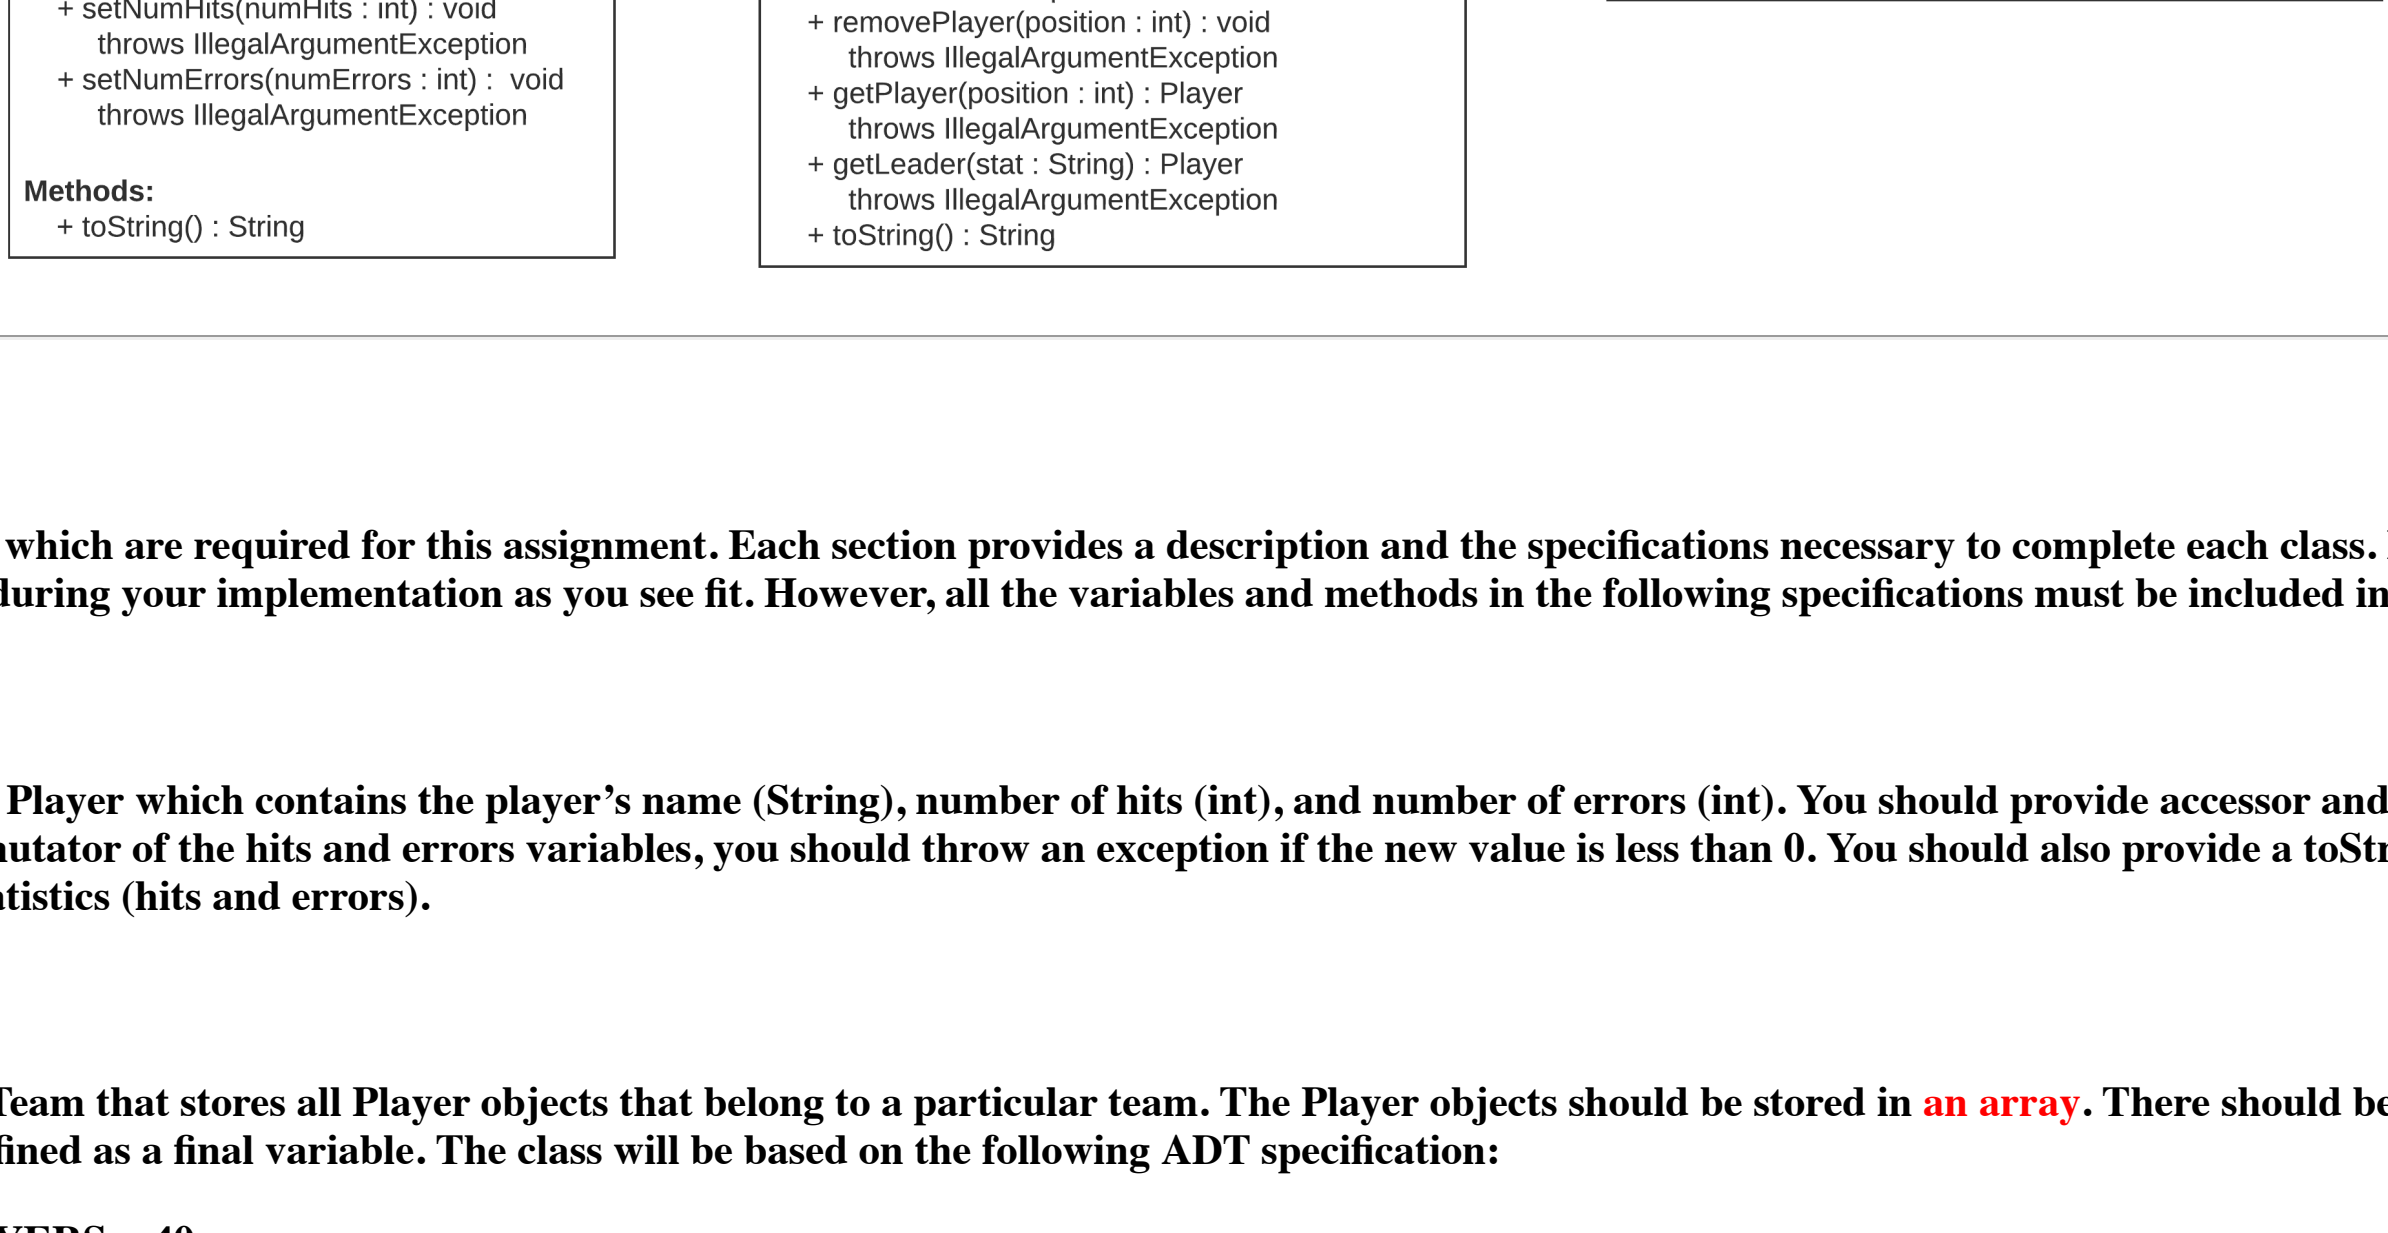 + setNumHits(numHits : int) : void
throws IllegalArgumentException
+ setNumErrors(numErrors : int) :  void
throws IllegalArgumentException
Methods:
+ toString() : String
+ removePlayer(position : int) : void
throws IllegalArgumentException
+ getPlayer(position : int) : Player
throws IllegalArgumentException
+ getLeader(stat : String) : Player
throws IllegalArgumentException
+ toString() : String
which are required for this assignment. Each section provides a description and the specifications necessary to complete each class.
during your implementation as you see fit. However, all the variables and methods in the following specifications must be included in
Player which contains the player’s name (String), number of hits (int), and number of errors (int). You should provide accessor and
of the hits and errors variables, you should throw an exception if the new value is less than 0. You should also provide a
(hits and errors).
Team that stores all Player objects that belong to a particular team. The Player objects should be stored in an array. There should be
as a final variable. The class will be based on the following ADT specification: